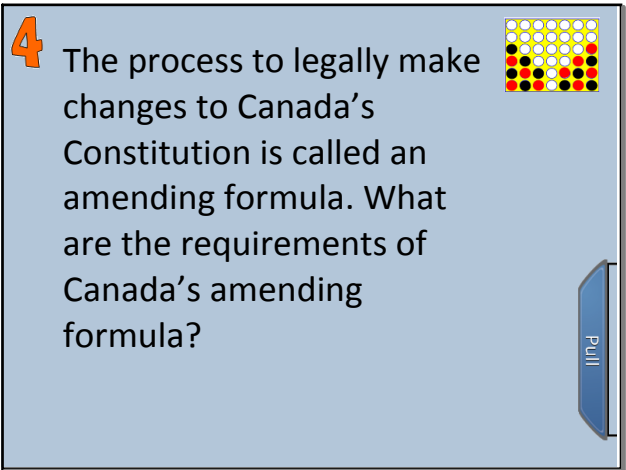 4
The process to legally make
changes to Canada's
Constitution is called an
amending formula. What
are the requirements of
Canada's amending
formula?
Pull